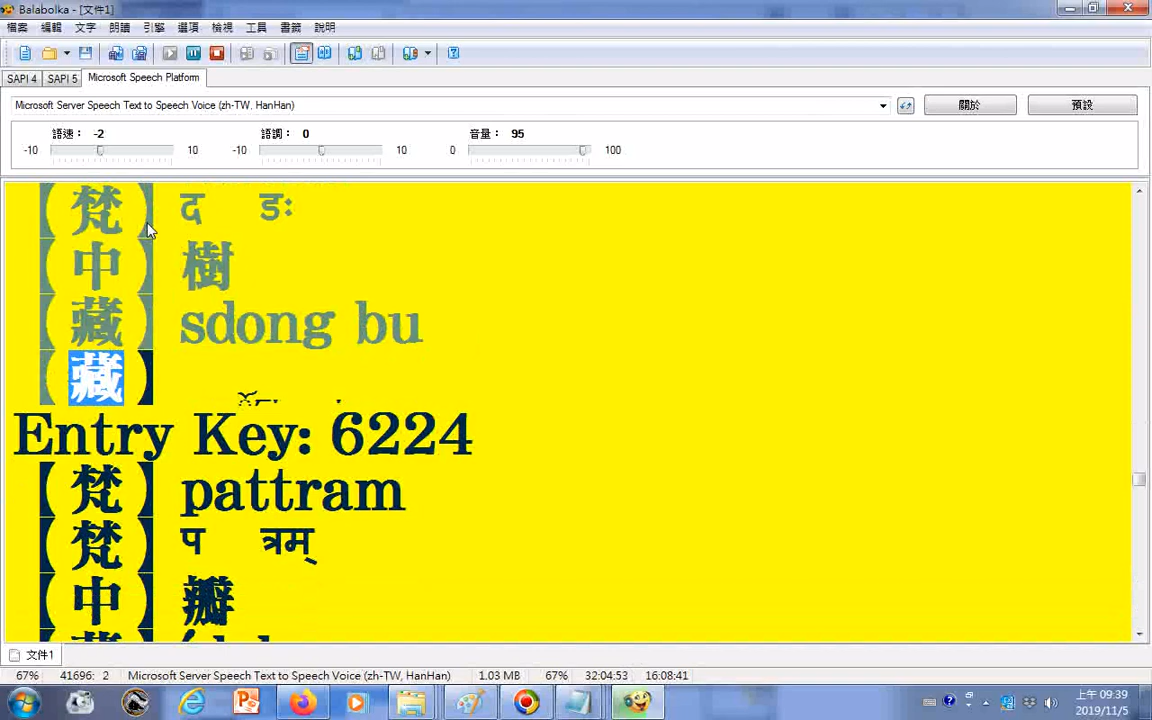 Balabolka - [文件1]
檔案 編輯 文字 朗讀 引擎 選項 檢視 工具 書籤 說明
SAPI 4 SAPI 5 Microsoft Speech Platform
Microsoft Server Speech Text to Speech Voice (zh-TW, HanHan) 關於 預設
語速： -2 語調： 0 音量： 95
-10 10 -10 10 0 100
【梵】 द डः
【中】 樹
【藏】 sdong bu
【藏】
Entry Key: 6224
【梵】 pattram
【梵】 प त्रम्
【中】 瓣
文件1
67% 41696: 2 Microsoft Server Speech Text to Speech Voice (zh-TW, HanHan) 1.03 MB 67% 32:04:53 16:08:41
上午 09:39
2019/11/5